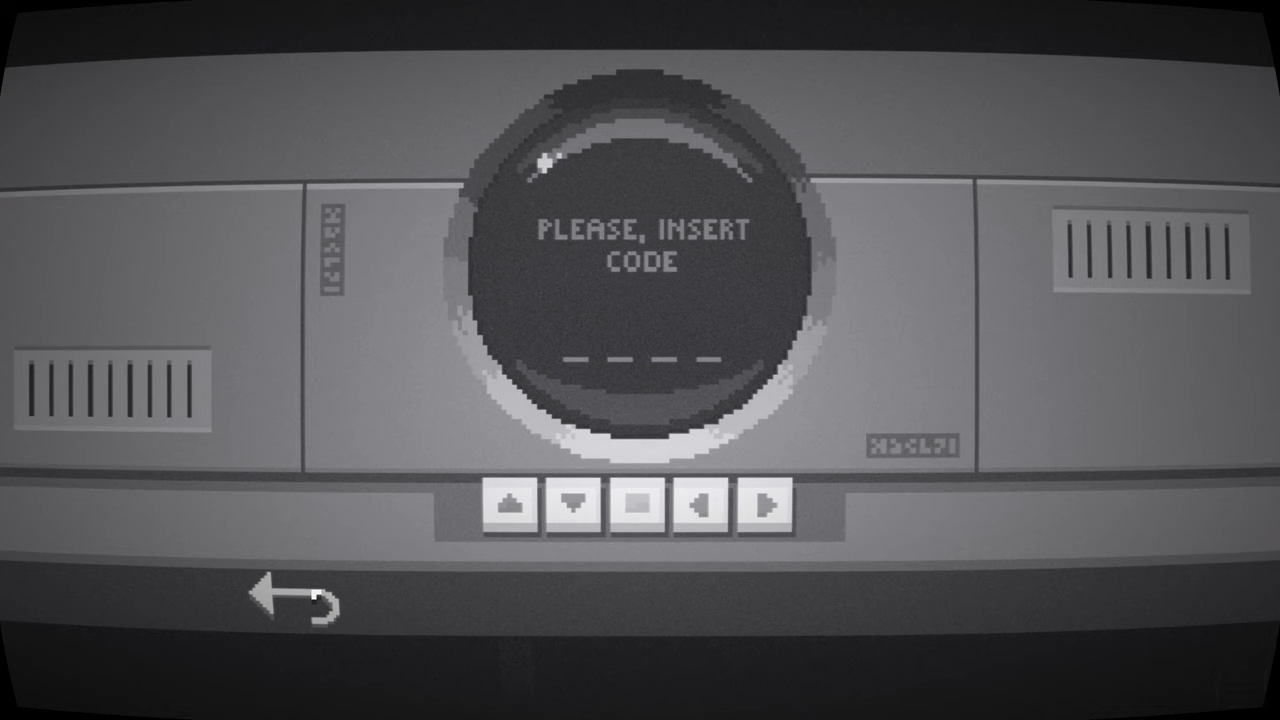 PLEASE, INSERT
CODE
_ _ _ _